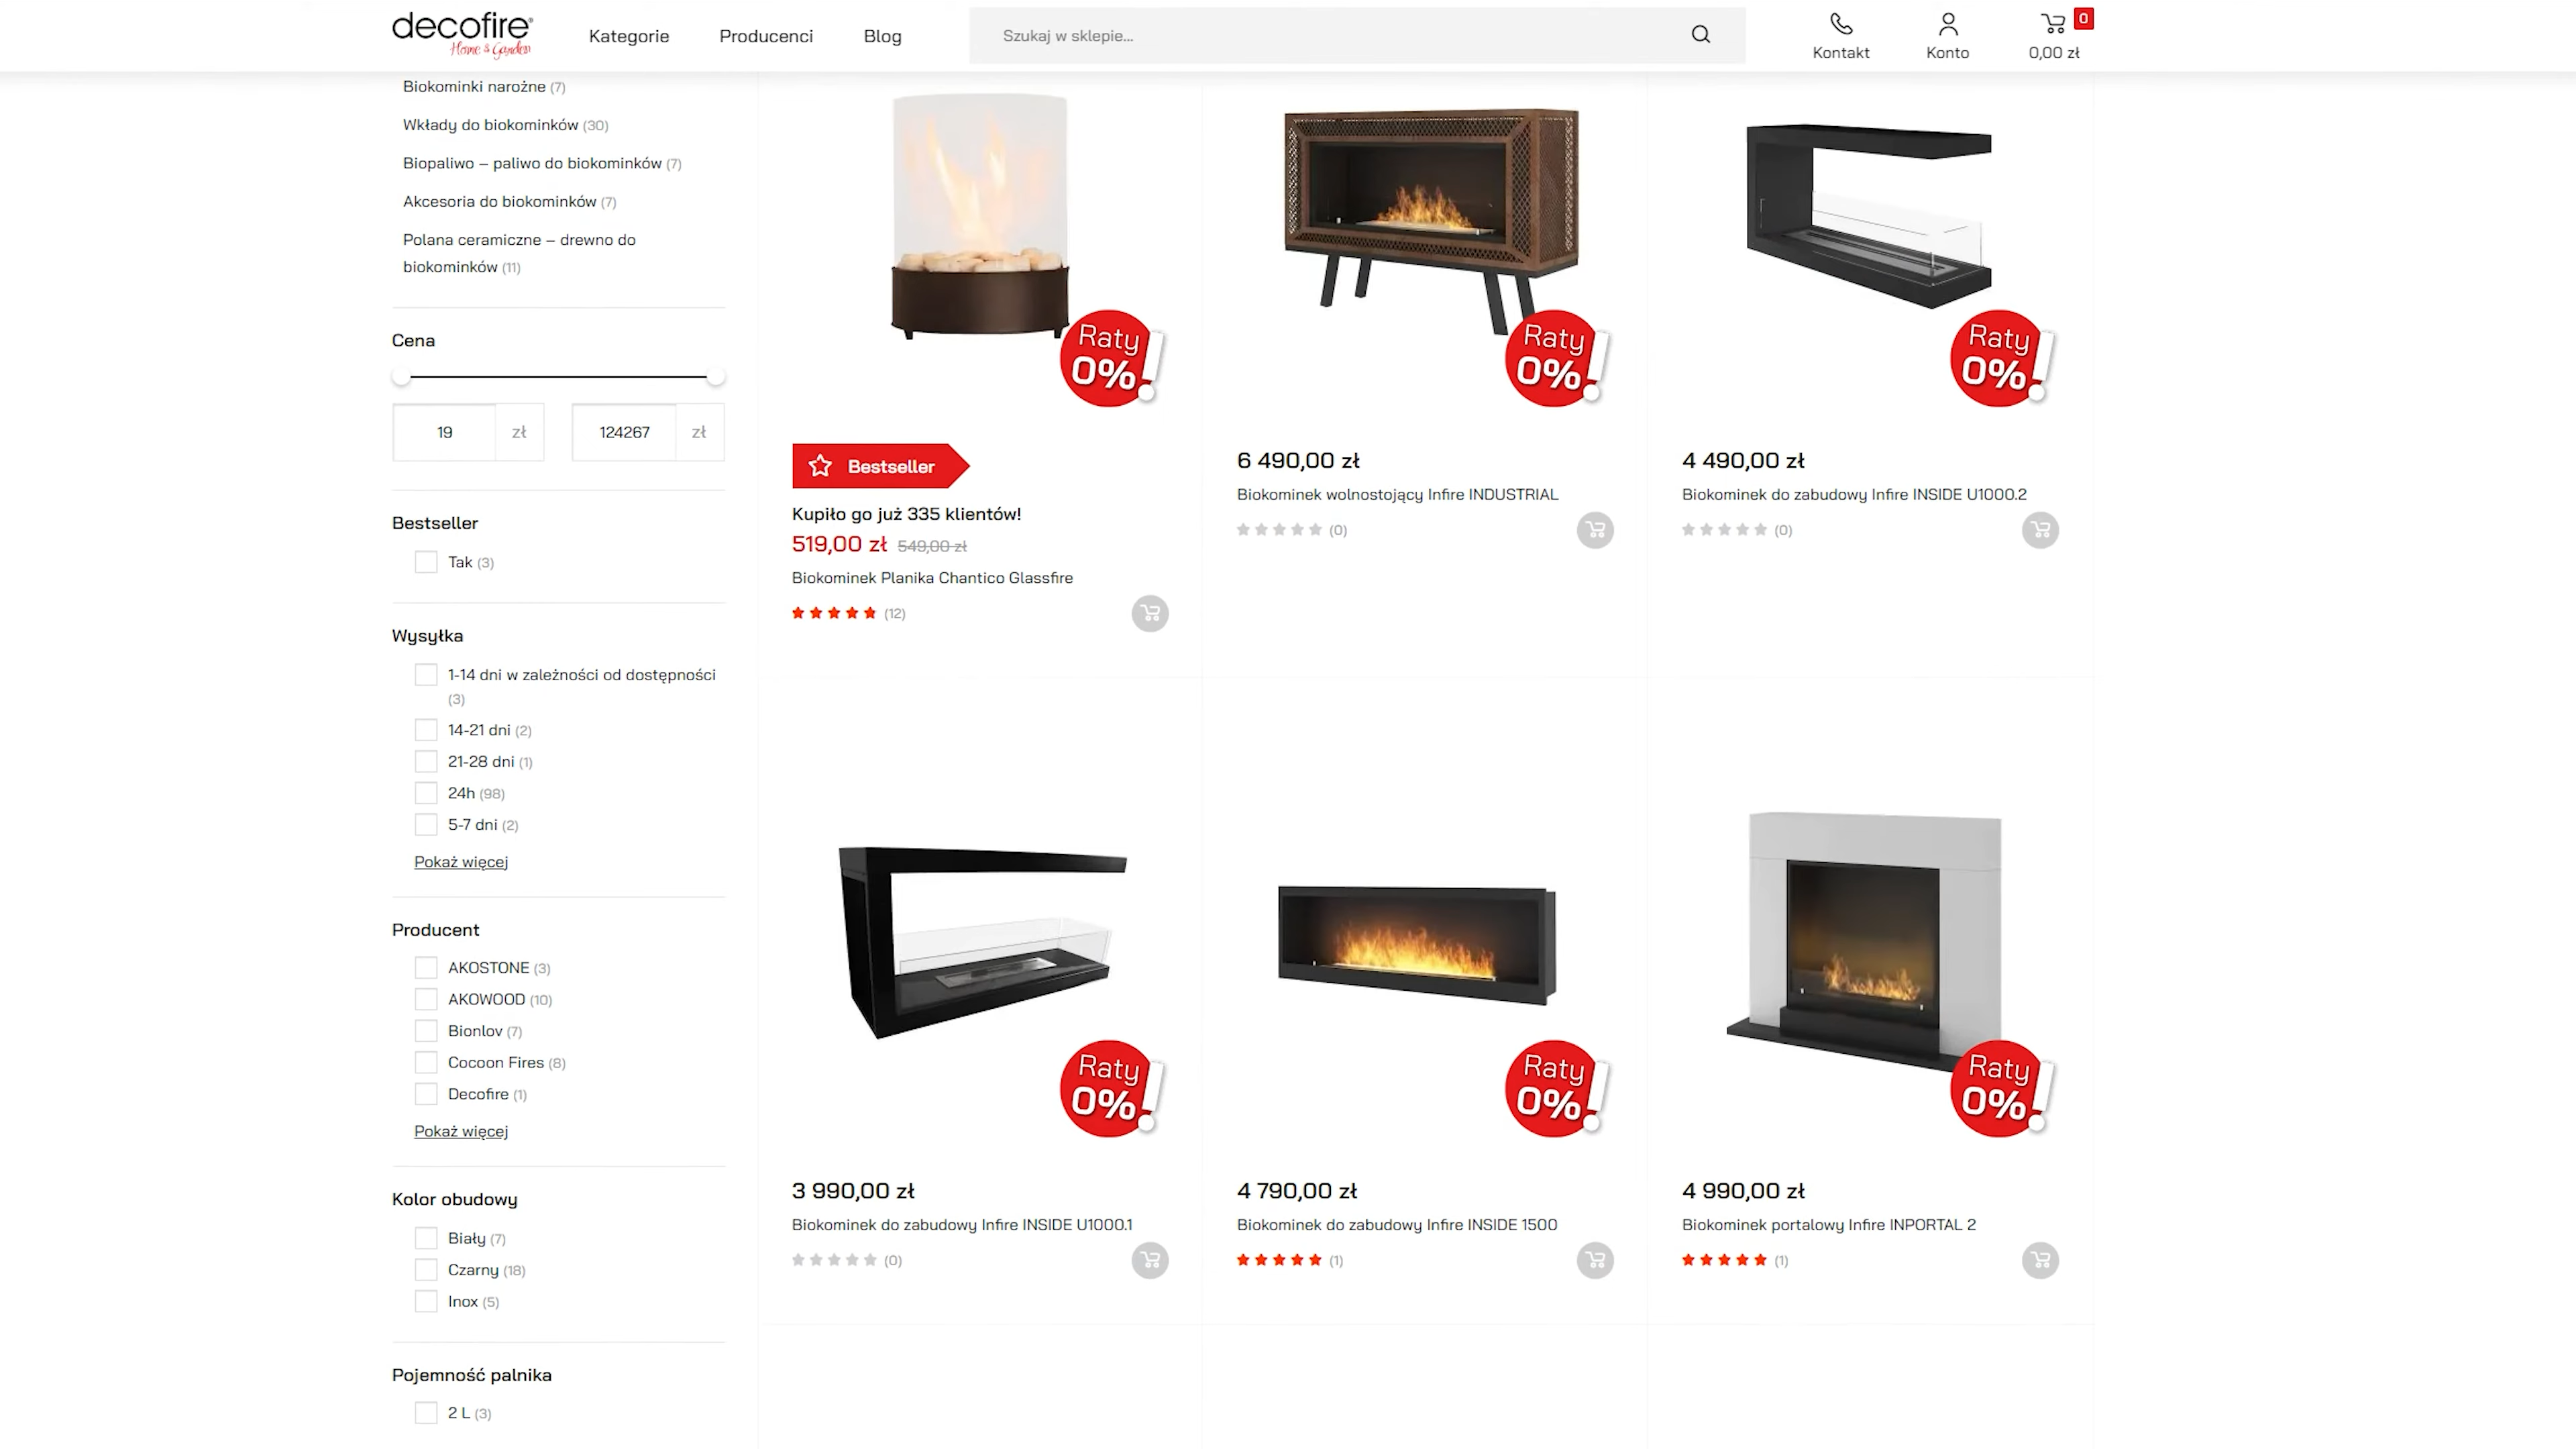 decofire®
Home & Garden
Kategorie
Producenci
Blog
Szukaj w sklepie...
Kontakt
Konto
0
0,00 zł
Biokominki narożne (7)
Wkłady do biokominków (30)
Biopaliwo – paliwo do biokominków (7)
Akcesoria do biokominków (7)
Polana ceramiczne – drewno do
biokominków (11)
Cena
19 zł
124267 zł
Bestseller
Tak (3)
Wysyłka
1-14 dni w zależności od dostępności
(3)
14-21 dni (2)
21-28 dni (1)
24h (98)
5-7 dni (2)
Pokaż więcej
Producent
AKOSTONE (3)
AKOWOOD (10)
Bionlov (7)
Cocoon Fires (8)
Decofire (1)
Pokaż więcej
Kolor obudowy
Biały (7)
Czarny (18)
Inox (5)
Pojemność palnika
2 L (3)
Raty
0%!
Bestseller
Kupiło go już 335 klientów!
519,00 zł 549,00 zł
Biokominek Planika Chantico Glassfire
(12)
Raty
0%!
6 490,00 zł
Biokominek wolnostojący Infire INDUSTRIAL
(0)
Raty
0%!
4 490,00 zł
Biokominek do zabudowy Infire INSIDE U1000.2
(0)
Raty
0%!
3 990,00 zł
Biokominek do zabudowy Infire INSIDE U1000.1
(0)
Raty
0%!
4 790,00 zł
Biokominek do zabudowy Infire INSIDE 1500
(1)
Raty
0%!
4 990,00 zł
Biokominek portalowy Infire INPORTAL 2
(1)